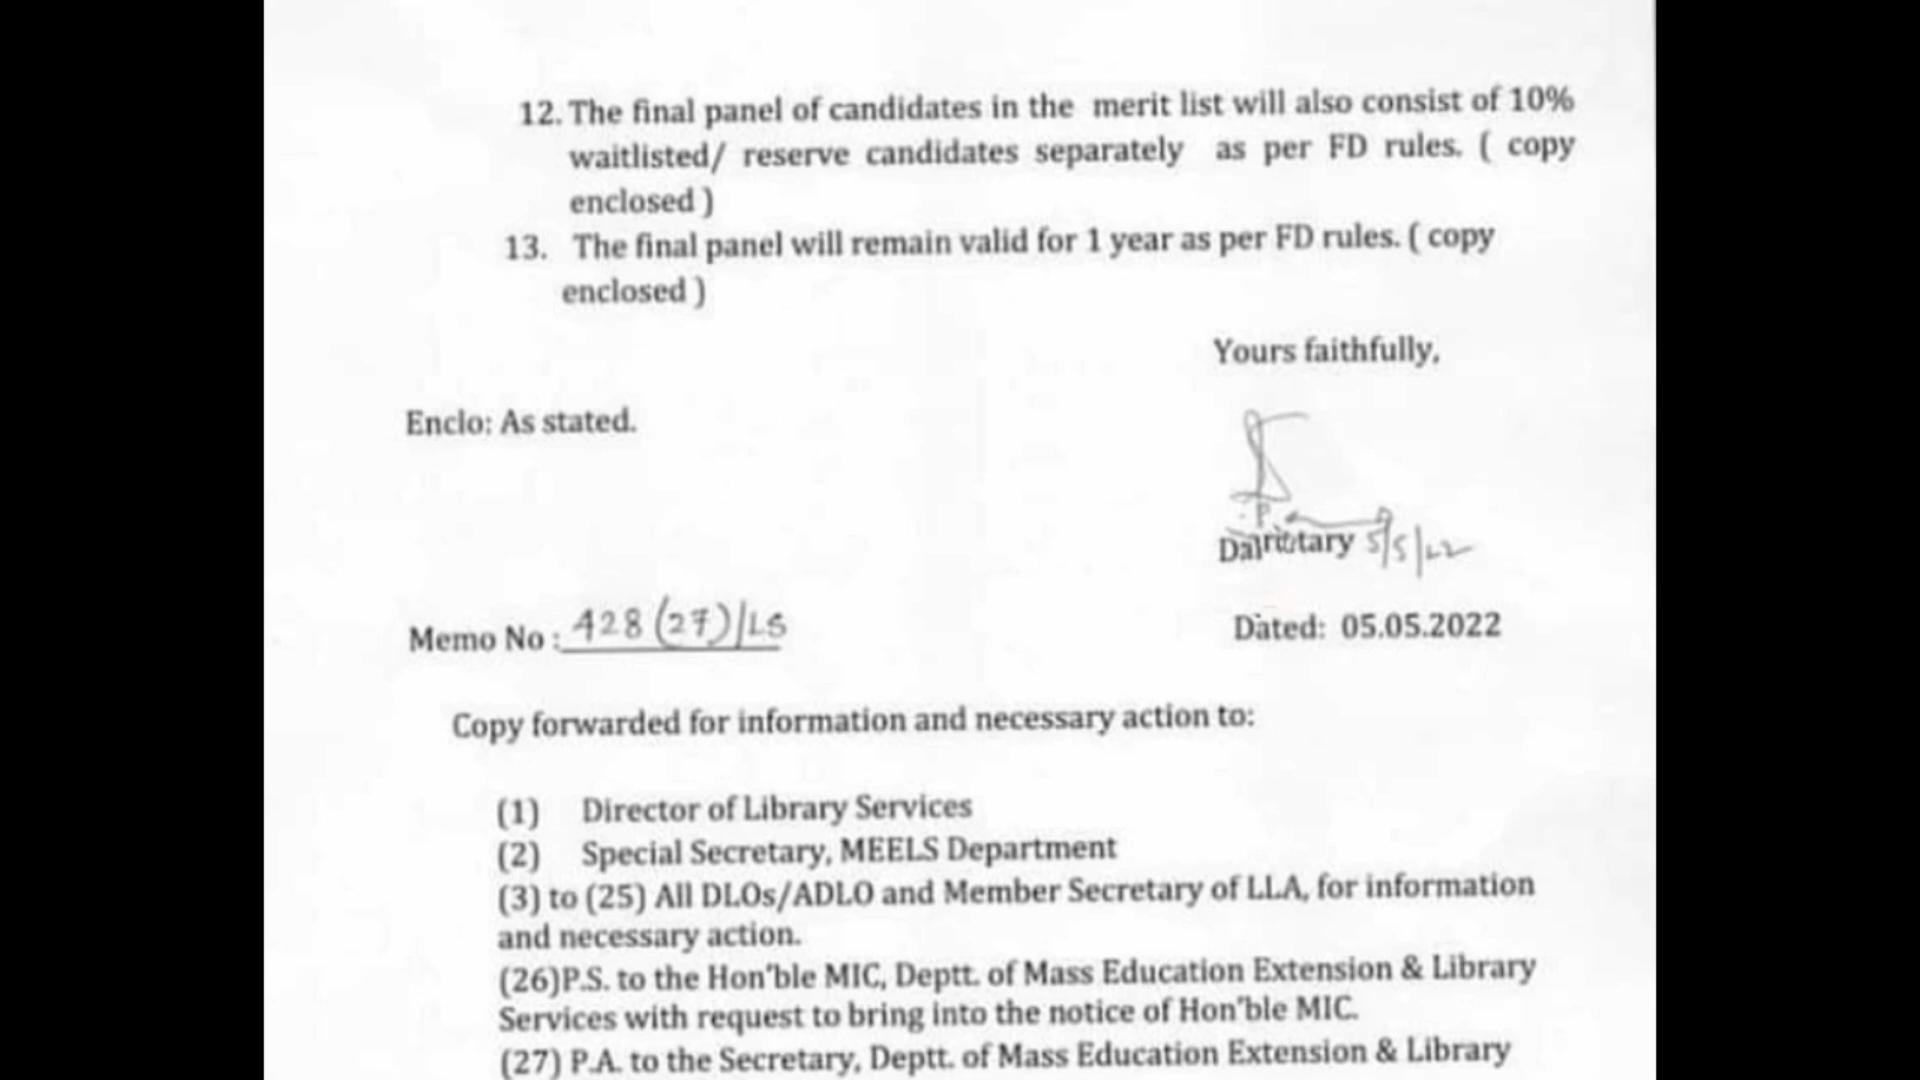 12. The final panel of candidates in the merit list will also consist of 10%
waitlisted/ reserve candidates separately as per FD rules. ( copy
enclosed )
13. The final panel will remain valid for 1 year as per FD rules. ( copy
enclosed )
Yours faithfully,
Enclo: As stated.
5/5/22
Memo No : 428 (27)/LS
Dated: 05.05.2022
Copy forwarded for information and necessary action to:
(1) Director of Library Services
(2) Special Secretary, MEELS Department
(3) to (25) All DLOs/ADLO and Member Secretary of LLA, for information
and necessary action.
(26)P.S. to the Hon'ble MIC, Deptt. of Mass Education Extension & Library
Services with request to bring into the notice of Hon'ble MIC.
(27) P.A. to the Secretary, Deptt. of Mass Education Extension & Library